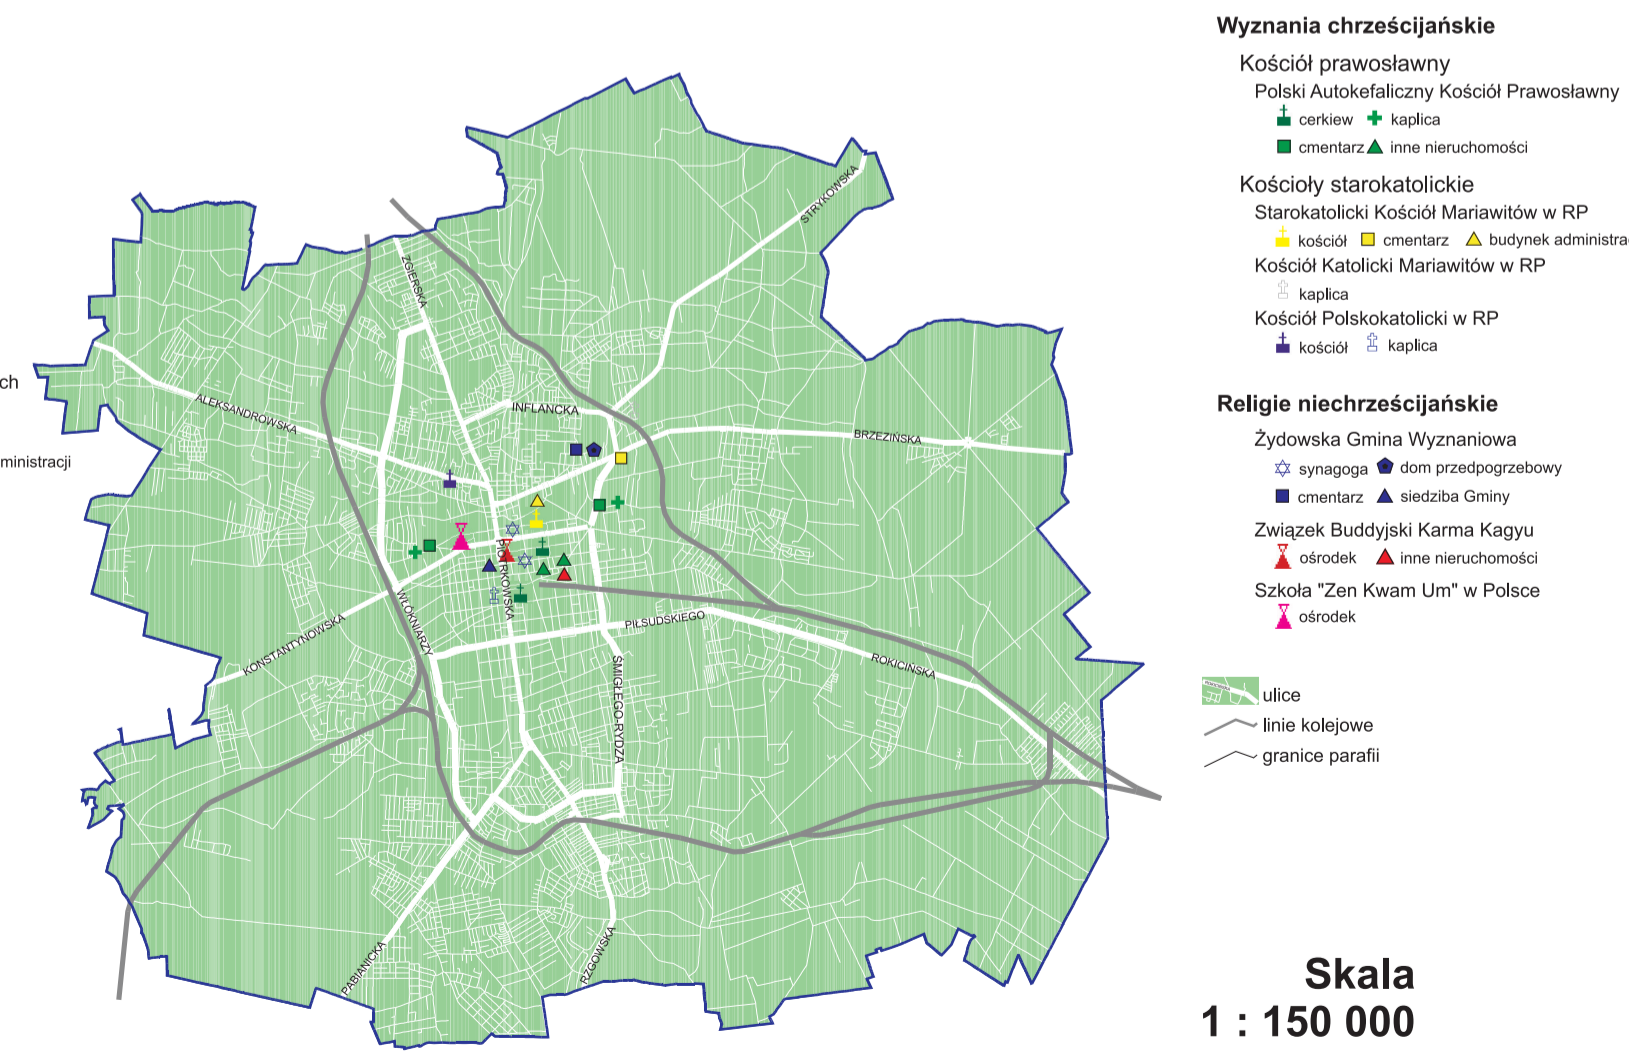 Wyznania chrześcijańskie
Kościół prawosławny
Polski Autokefaliczny Kościół Prawosławny
cerkiew kaplica
cmentarz inne nieruchomości
Kościoły starokatolickie
Starokatolicki Kościół Mariawitów w RP
kościół cmentarz budynek administra
Kościół Katolicki Mariawitów w RP
kaplica
Kościół Polskokatolicki w RP
kościół kaplica
Religie niechrześcijańskie
Żydowska Gmina Wyznaniowa
synagoga dom przedpogrzebowy
cmentarz siedziba Gminy
Związek Buddyjski Karma Kagyu
ośrodek inne nieruchomości
Szkoła "Zen Kwam Um" w Polsce
ośrodek
ROKICIŃSKA
ulice
linie kolejowe
granice parafii
Skala
1 : 150 000
ch
ministracji
STRYKOWSKA
ZGIERSKA
ALEKSANDROWSKA
INFLANCKA
BRZEZIŃSKA
PIOTRKOWSKA
WŁÓKNIARZY
KONSTANTYNOWSKA
PIŁSUDSKIEGO
ROKICIŃSKA
ŚMIGŁEGO-RYDZA
PABIANICKA
RZGOWSKA